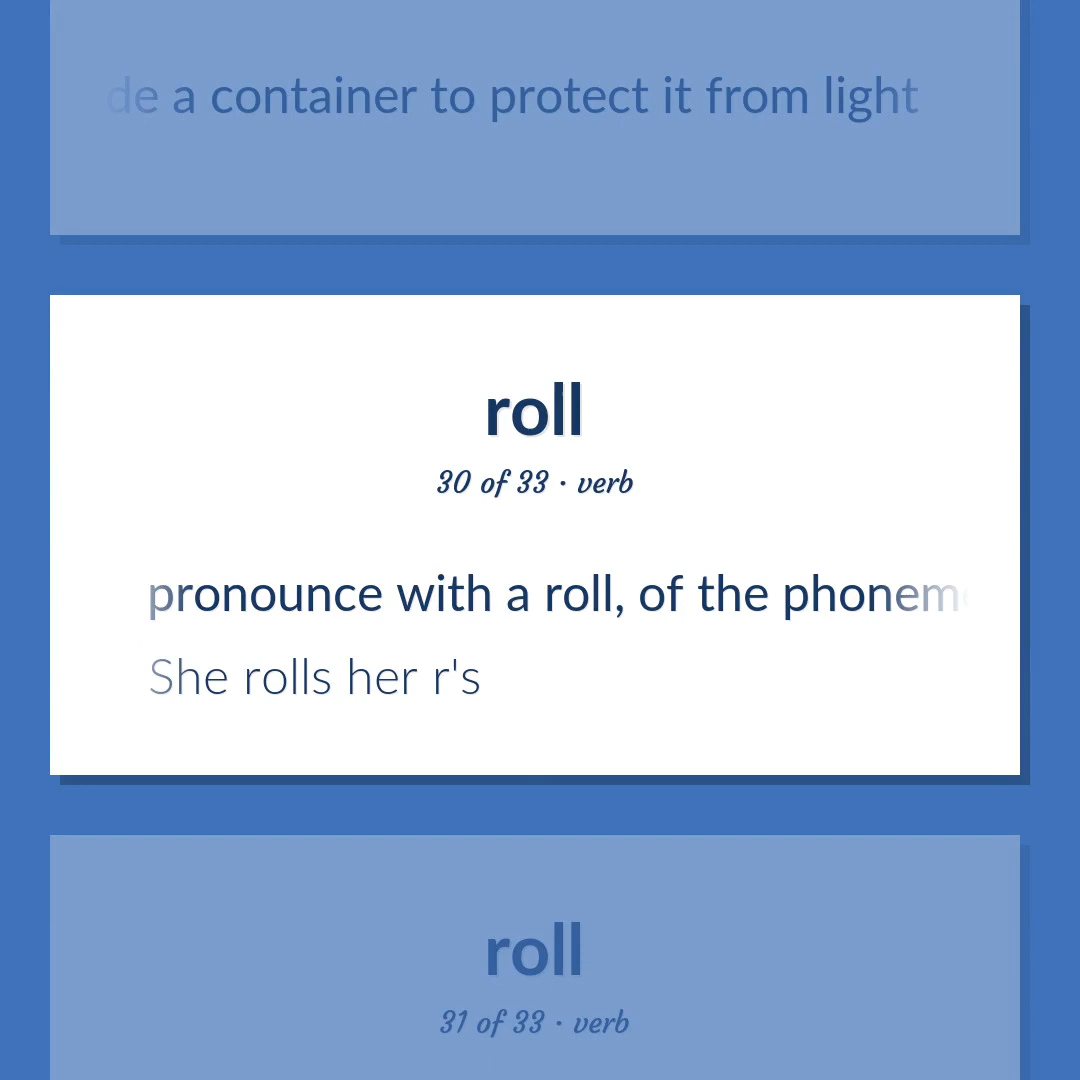 a container to protect it from light
roll
30 of 33 · verb
pronounce with a roll, of the phonem
She rolls her r's
roll
31 of 33 · verb